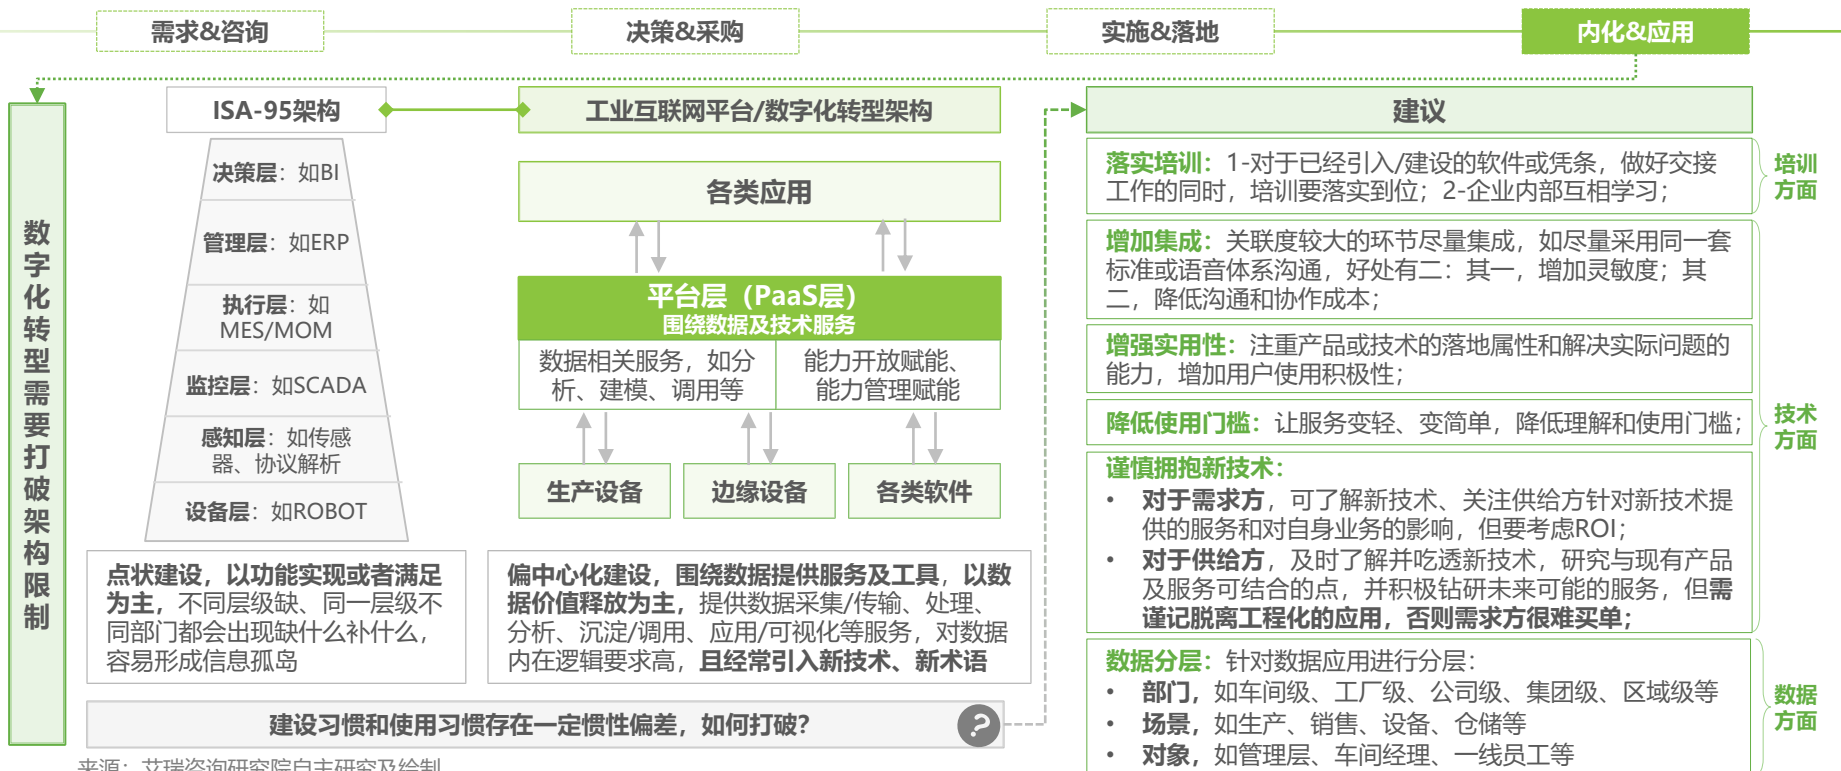 需求&咨询
决策&采购
实施&落地
内化&应用
数字化转型需要打破架构限制
ISA-95架构
决策层：如BI
管理层：如ERP
执行层：如
MES/MOM
监控层：如SCADA
感知层：如传感
器、协议解析
设备层：如ROBOT
点状建设，以功能实现或者满足
为主，不同层级缺、同一层级不
同部门都会出现缺什么补什么，
容易形成信息孤岛
工业互联网平台/数字化转型架构
各类应用
平台层（PaaS层）
围绕数据及技术服务
数据相关服务，如分
析、建模、调用等
能力开放赋能、
能力管理赋能
生产设备
边缘设备
各类软件
偏中心化建设，围绕数据提供服务及工具，以数
据价值释放为主，提供数据采集/传输、处理、
分析、沉淀/调用、应用/可视化等服务，对数据
内在逻辑要求高，且经常引入新技术、新术语
建设习惯和使用习惯存在一定惯性偏差，如何打破？
?
建议
落实培训：1-对于已经引入/建设的软件或凭条，做好交接
工作的同时，培训要落实到位；2-企业内部互相学习；
培训
方面
增加集成：关联度较大的环节尽量集成，如尽量采用同一套
标准或语音体系沟通，好处有二：其一，增加灵敏度；其
二，降低沟通和协作成本；
增强实用性：注重产品或技术的落地属性和解决实际问题的
能力，增加用户使用积极性；
降低使用门槛：让服务变轻、变简单，降低理解和使用门槛；
谨慎拥抱新技术：
• 对于需求方，可了解新技术、关注供给方针对新技术提
供的服务和对自身业务的影响，但要考虑ROI；
• 对于供给方，及时了解并吃透新技术，研究与现有产品
及服务可结合的点，并积极钻研未来可能的服务，但需
谨记脱离工程化的应用，否则需求方很难买单；
技术
方面
数据分层：针对数据应用进行分层：
• 部门，如车间级、工厂级、公司级、集团级、区域级等
• 场景，如生产、销售、设备、仓储等
• 对象，如管理层、车间经理、一线员工等
数据
方面
来源：艾瑞咨询研究院自主研究及绘制